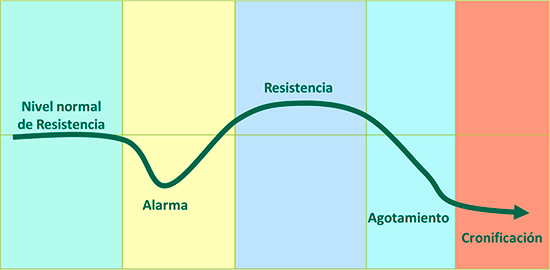 Nivel normal
de Resistencia
Alarma
Resistencia
Agotamiento
Cronificación